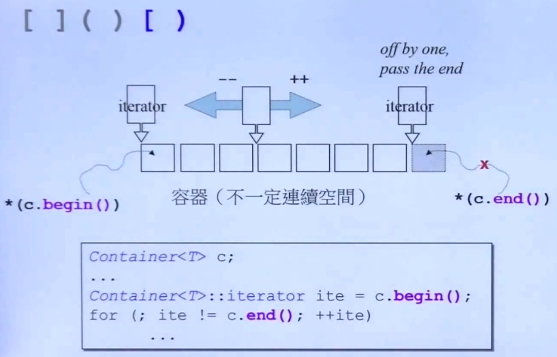 [ ] ( ) [ )
off by one,
pass the end
-- ++
iterator iterator
x
*(c.begin()) 容器（不一定連續空間） *(c.end())
Container<T> c;
...
Container<T>::iterator ite = c.begin();
for (; ite != c.end(); ++ite)
...